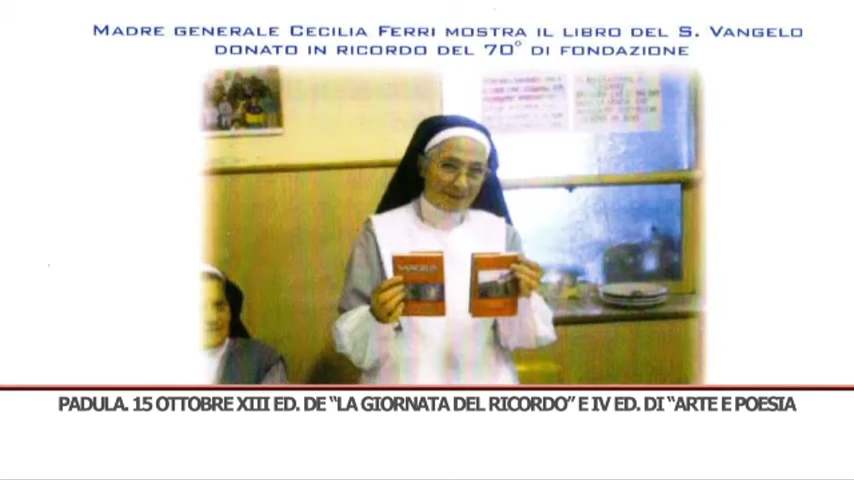 MADRE GENERALE CECILIA FERRI MOSTRA IL LIBRO DEL S. VANGELO
DONATO IN RICORDO DEL 70° DI FONDAZIONE
VANGELO
PADULA. 15 OTTOBRE XIII ED. DE “LA GIORNATA DEL RICORDO” E IV ED. DI “ARTE E POESIA